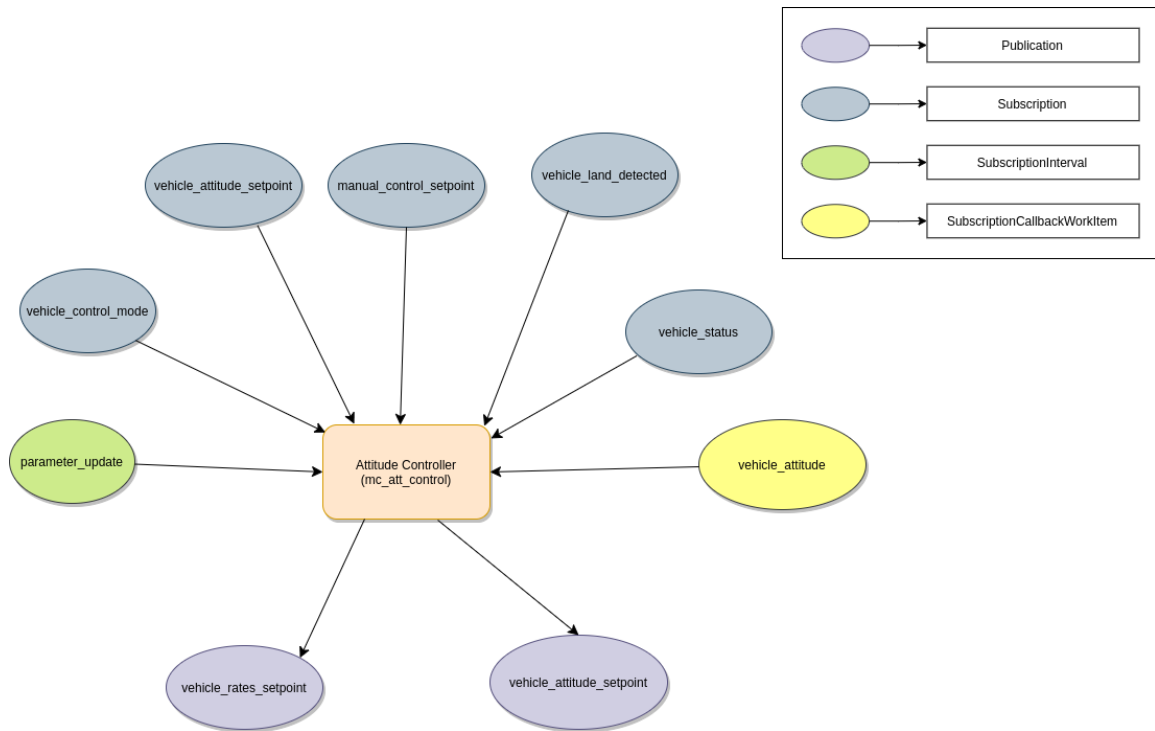 Publication
Subscription
SubscriptionInterval
SubscriptionCallbackWorkItem
vehicle_attitude_setpoint
manual_control_setpoint
vehicle_land_detected
vehicle_control_mode
vehicle_status
parameter_update
Attitude Controller
(mc_att_control)
vehicle_attitude
vehicle_rates_setpoint
vehicle_attitude_setpoint